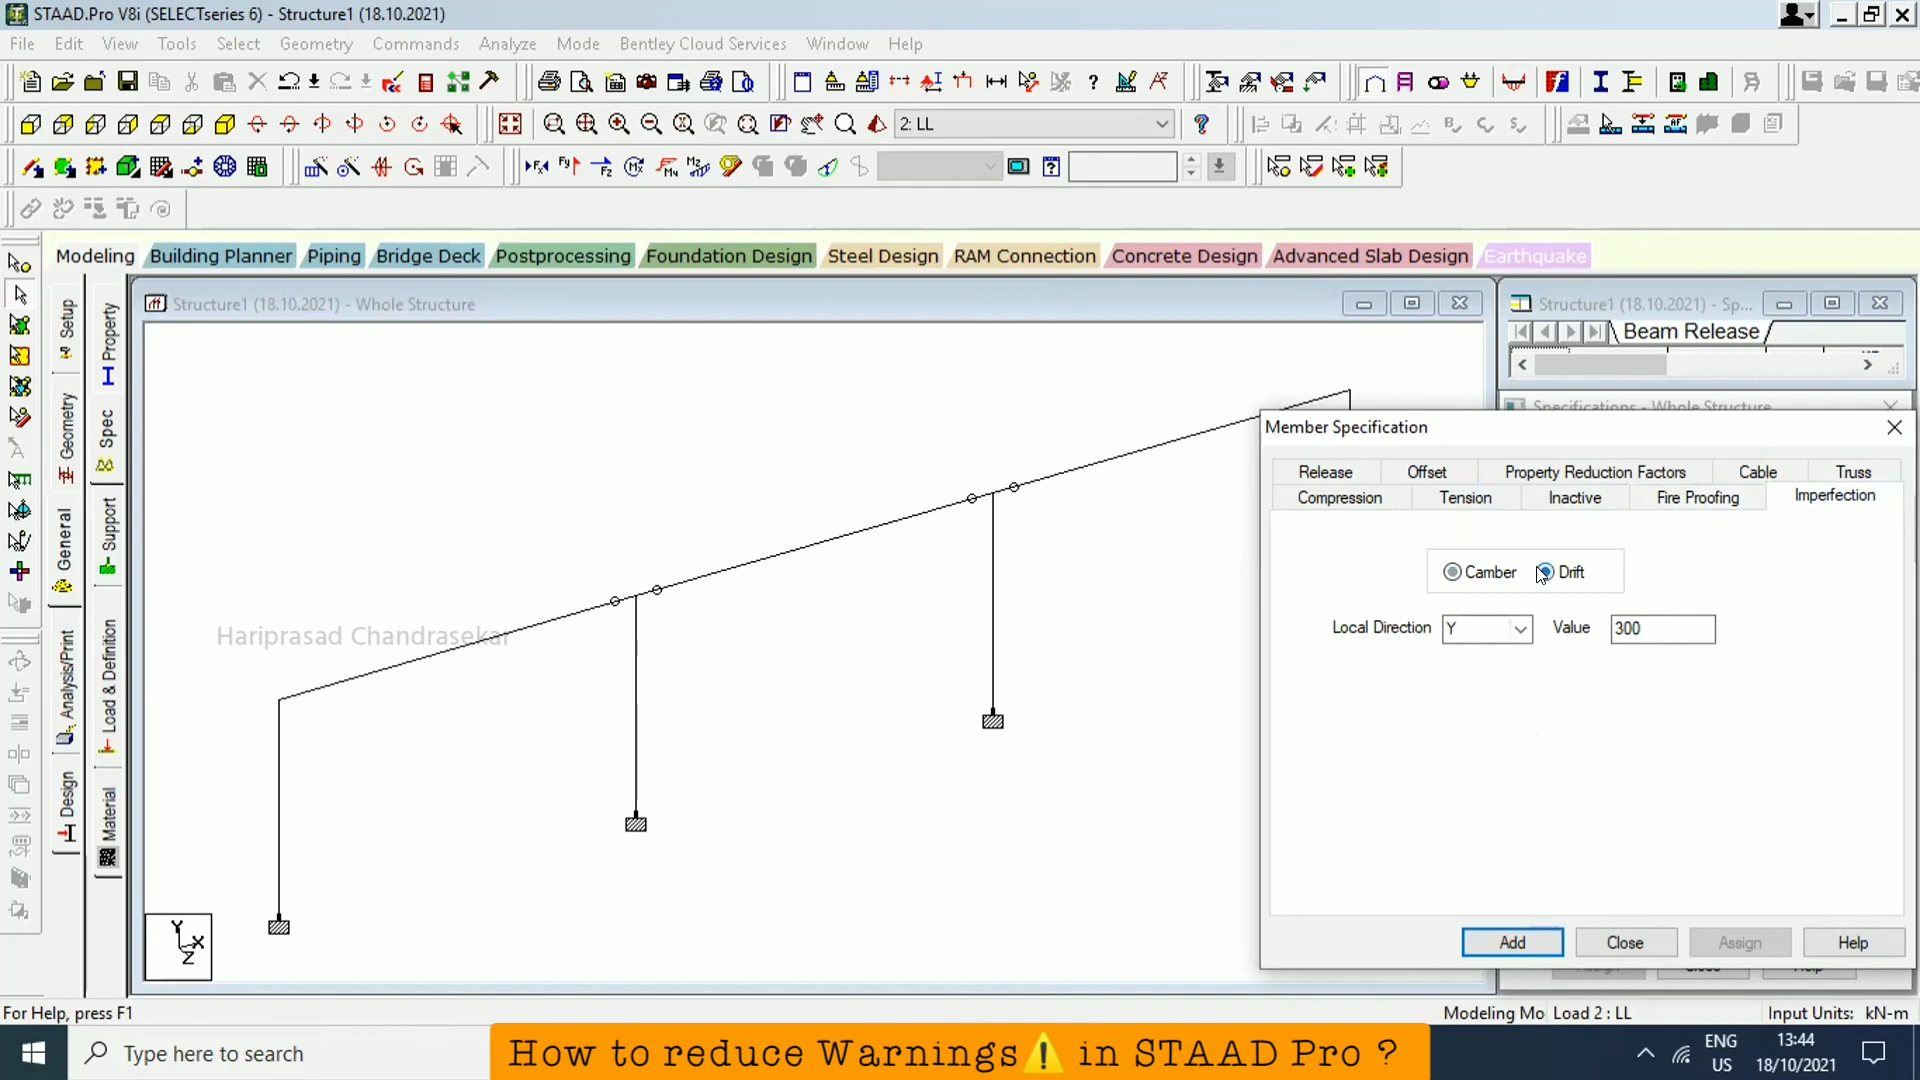 STAAD.Pro V8i (SELECTseries 6) - Structure1 (18.10.2021)
File Edit View Tools Select Geometry Commands Analyze Mode Bentley Cloud Services Window Help
2: LL
Modeling Building Planner Piping Bridge Deck Postprocessing Foundation Design Steel Design RAM Connection Concrete Design Advanced Slab Design Earthquake
Structure1 (18.10.2021) - Whole Structure
Structure1 (18.10.2021) - Sp...
Beam Release
Setup
Geometry
General
Analysis/Print
Design
Property
Spec
Support
Load & Definition
Material
Specifications - Whole Structure
Member Specification
Release Offset Property Reduction Factors Cable Truss
Compression Tension Inactive Fire Proofing Imperfection
Camber Drift
Local Direction Y Value 300
Hariprasad Chandrasekar
Add Close Assign Help
Y
X
Z
For Help, press F1
Modeling Mo Load 2 : LL Input Units: kN-m
Type here to search
How to reduce Warnings⚠️ in STAAD Pro ?
ENG
US
13:44
18/10/2021